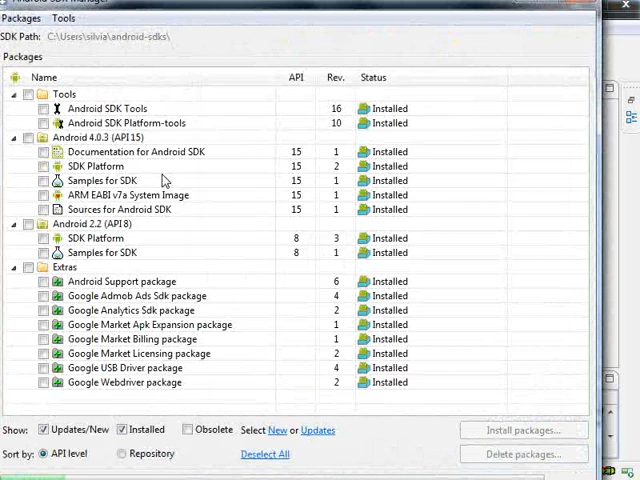 Android SDK Manager
Packages Tools
SDK Path: C:\Users\silvia\android-sdks\
Packages
Name API Rev. Status
Tools
Android SDK Tools 16 Installed
Android SDK Platform-tools 10 Installed
Android 4.0.3 (API 15)
Documentation for Android SDK 15 1 Installed
SDK Platform 15 2 Installed
Samples for SDK 15 1 Installed
ARM EABI v7a System Image 15 1 Installed
Sources for Android SDK 15 1 Installed
Android 2.2 (API 8)
SDK Platform 8 3 Installed
Samples for SDK 8 1 Installed
Extras
Android Support package 6 Installed
Google Admob Ads Sdk package 4 Installed
Google Analytics Sdk package 2 Installed
Google Market Apk Expansion package 1 Installed
Google Market Billing package 1 Installed
Google Market Licensing package 2 Installed
Google USB Driver package 4 Installed
Google Webdriver package 2 Installed
Show: Updates/New Installed Obsolete Select New or Updates Install packages...
Sort by: API level Repository Deselect All Delete packages...